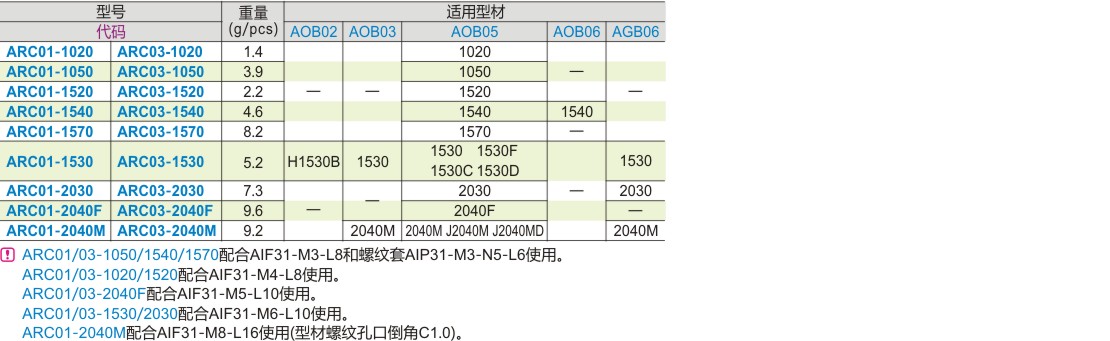 型号 重量 适用型材
代码 (g/pcs) AOB02 AOB03 AOB05 AOB06 AGB06
ARC01-1020 ARC03-1020 1.4 1020
ARC01-1050 ARC03-1050 3.9 1050 —
ARC01-1520 ARC03-1520 2.2 — — 1520 —
ARC01-1540 ARC03-1540 4.6 1540 1540
ARC01-1570 ARC03-1570 8.2 1570 —
ARC01-1530 ARC03-1530 5.2 H1530B 1530 1530 1530F 1530
1530C 1530D
ARC01-2030 ARC03-2030 7.3 — 2030 — 2030
ARC01-2040F ARC03-2040F 9.6 — 2040F —
ARC01-2040M ARC03-2040M 9.2 2040M 2040M J2040M J2040MD 2040M
! ARC01/03-1050/1540/1570配合AIF31-M3-L8和螺纹套AIP31-M3-N5-L6使用。
ARC01/03-1020/1520配合AIF31-M4-L8使用。
ARC01/03-2040F配合AIF31-M5-L10使用。
ARC01/03-1530/2030配合AIF31-M6-L10使用。
ARC01-2040M配合AIF31-M8-L16使用(型材螺纹孔口倒角C1.0)。